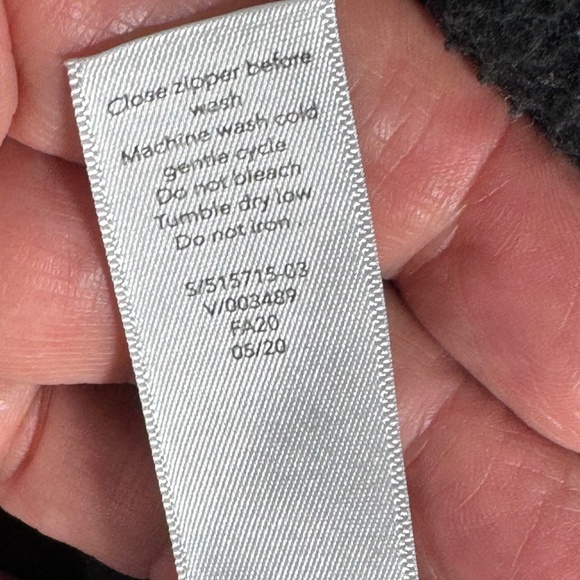 Close zipper before
wash
Machine wash cold
gentle cycle
Do not bleach
Tumble dry low
Do not iron .
S/515715-03
V/003489
FA20
05/20